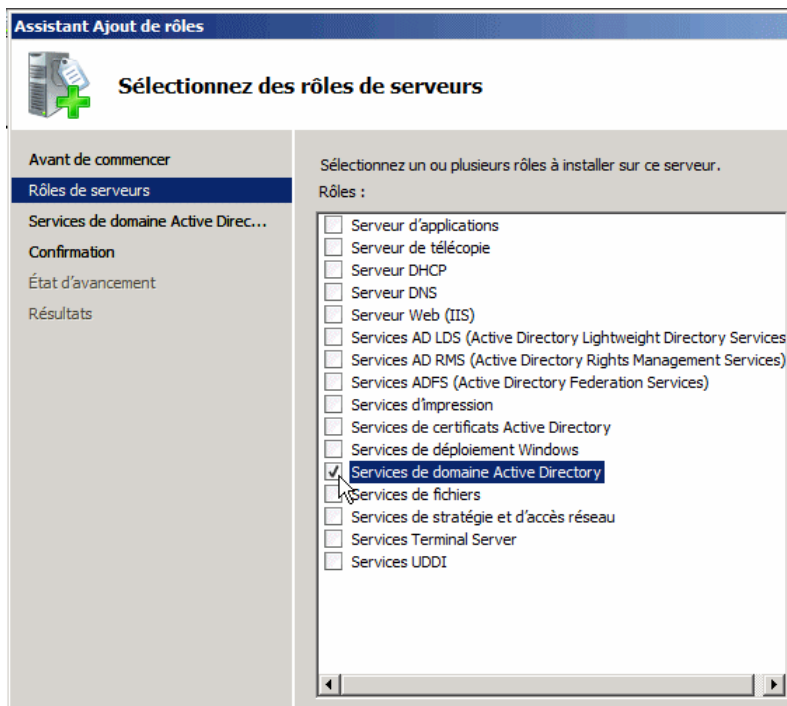 Assistant Ajout de rôles
Sélectionnez des rôles de serveurs
Avant de commencer
Rôles de serveurs
Services de domaine Active Direc...
Confirmation
État d'avancement
Résultats
Sélectionnez un ou plusieurs rôles à installer sur ce serveur.
Rôles :
Serveur d'applications
Serveur de télécopie
Serveur DHCP
Serveur DNS
Serveur Web (IIS)
Services AD LDS (Active Directory Lightweight Directory Services
Services AD RMS (Active Directory Rights Management Services)
Services ADFS (Active Directory Federation Services)
Services d'impression
Services de certificats Active Directory
Services de déploiement Windows
Services de domaine Active Directory
Services de fichiers
Services de stratégie et d'accès réseau
Services Terminal Server
Services UDDI